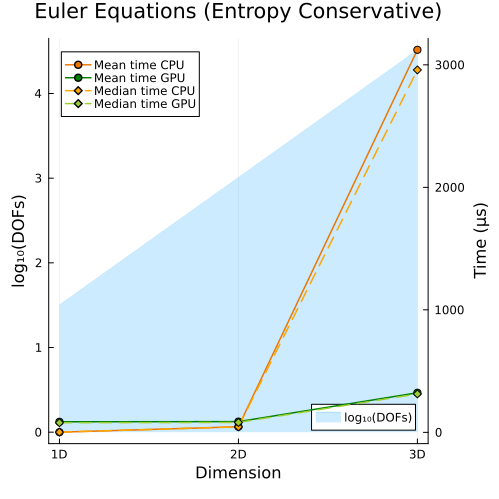 Euler Equations (Entropy Conservative)
Mean time CPU
Mean time GPU
Median time CPU
Median time GPU
log₁₀(DOFs)
4
3
2
1
0
log₁₀(DOFs)
3000
2000
1000
0
Time (μs)
1D
2D
3D
Dimension